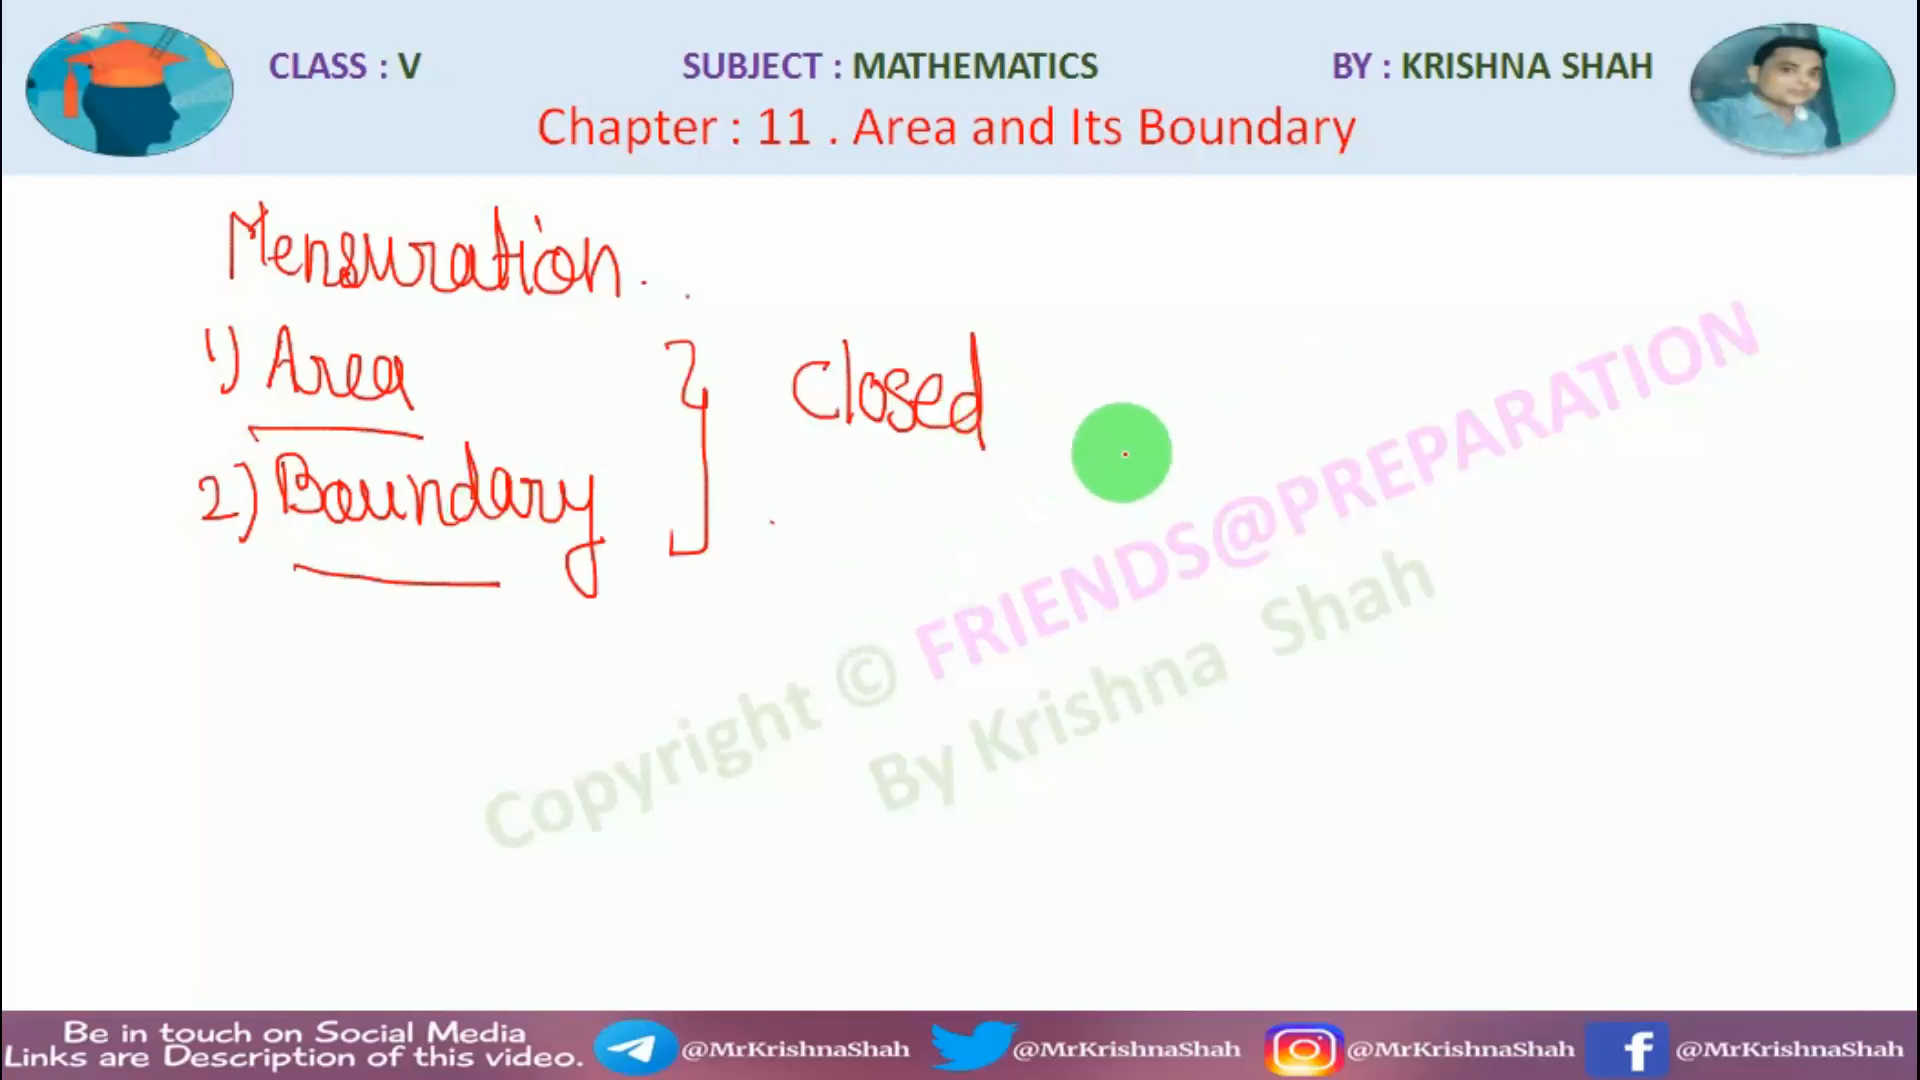 CLASS : V SUBJECT : MATHEMATICS BY : KRISHNA SHAH
Chapter : 11 . Area and Its Boundary
Mensuration . .
1) Area
2) Boundary
closed
Copyright © FRIENDS@PREPARATION
By Krishna Shah
Be in touch on Social Media
Links are Description of this video.
@MrKrishnaShah @MrKrishnaShah @MrKrishnaShah @MrKrishnaShah